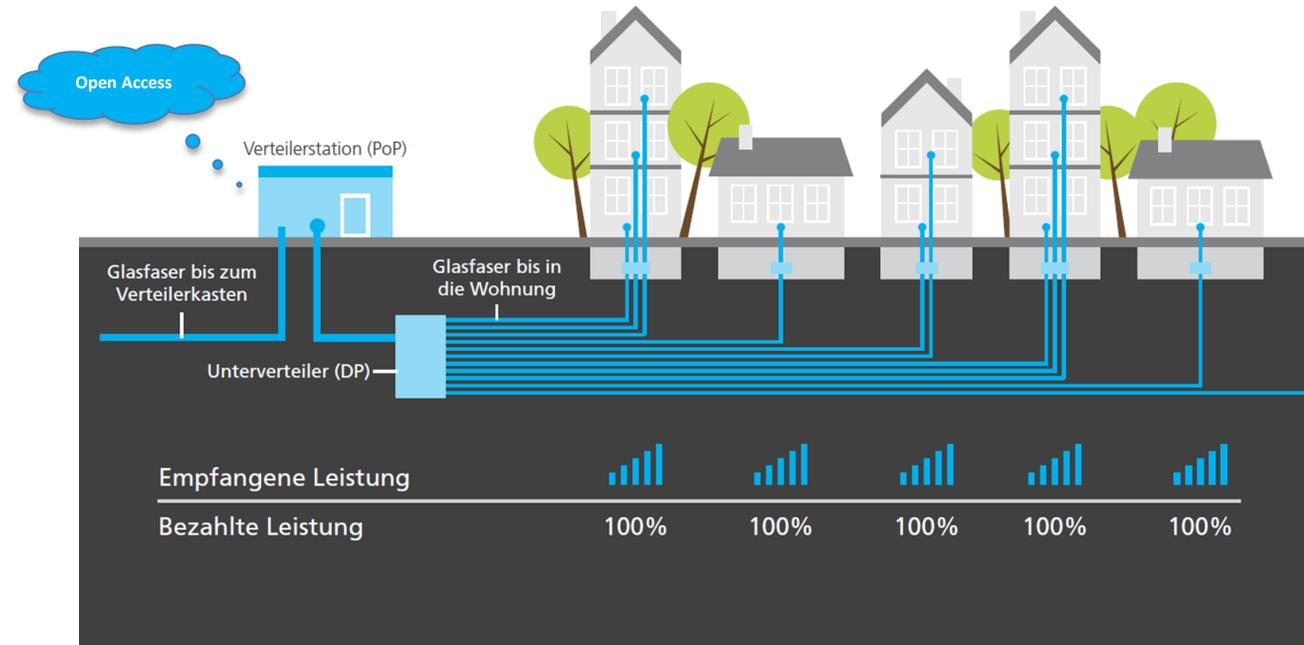 Open Access
Verteilerstation (PoP)
Glasfaser bis zum
Verteilerkasten
Glasfaser bis in
die Wohnung
Unterverteiler (DP)
Empfangene Leistung
Bezahlte Leistung
100% 100% 100% 100% 100%